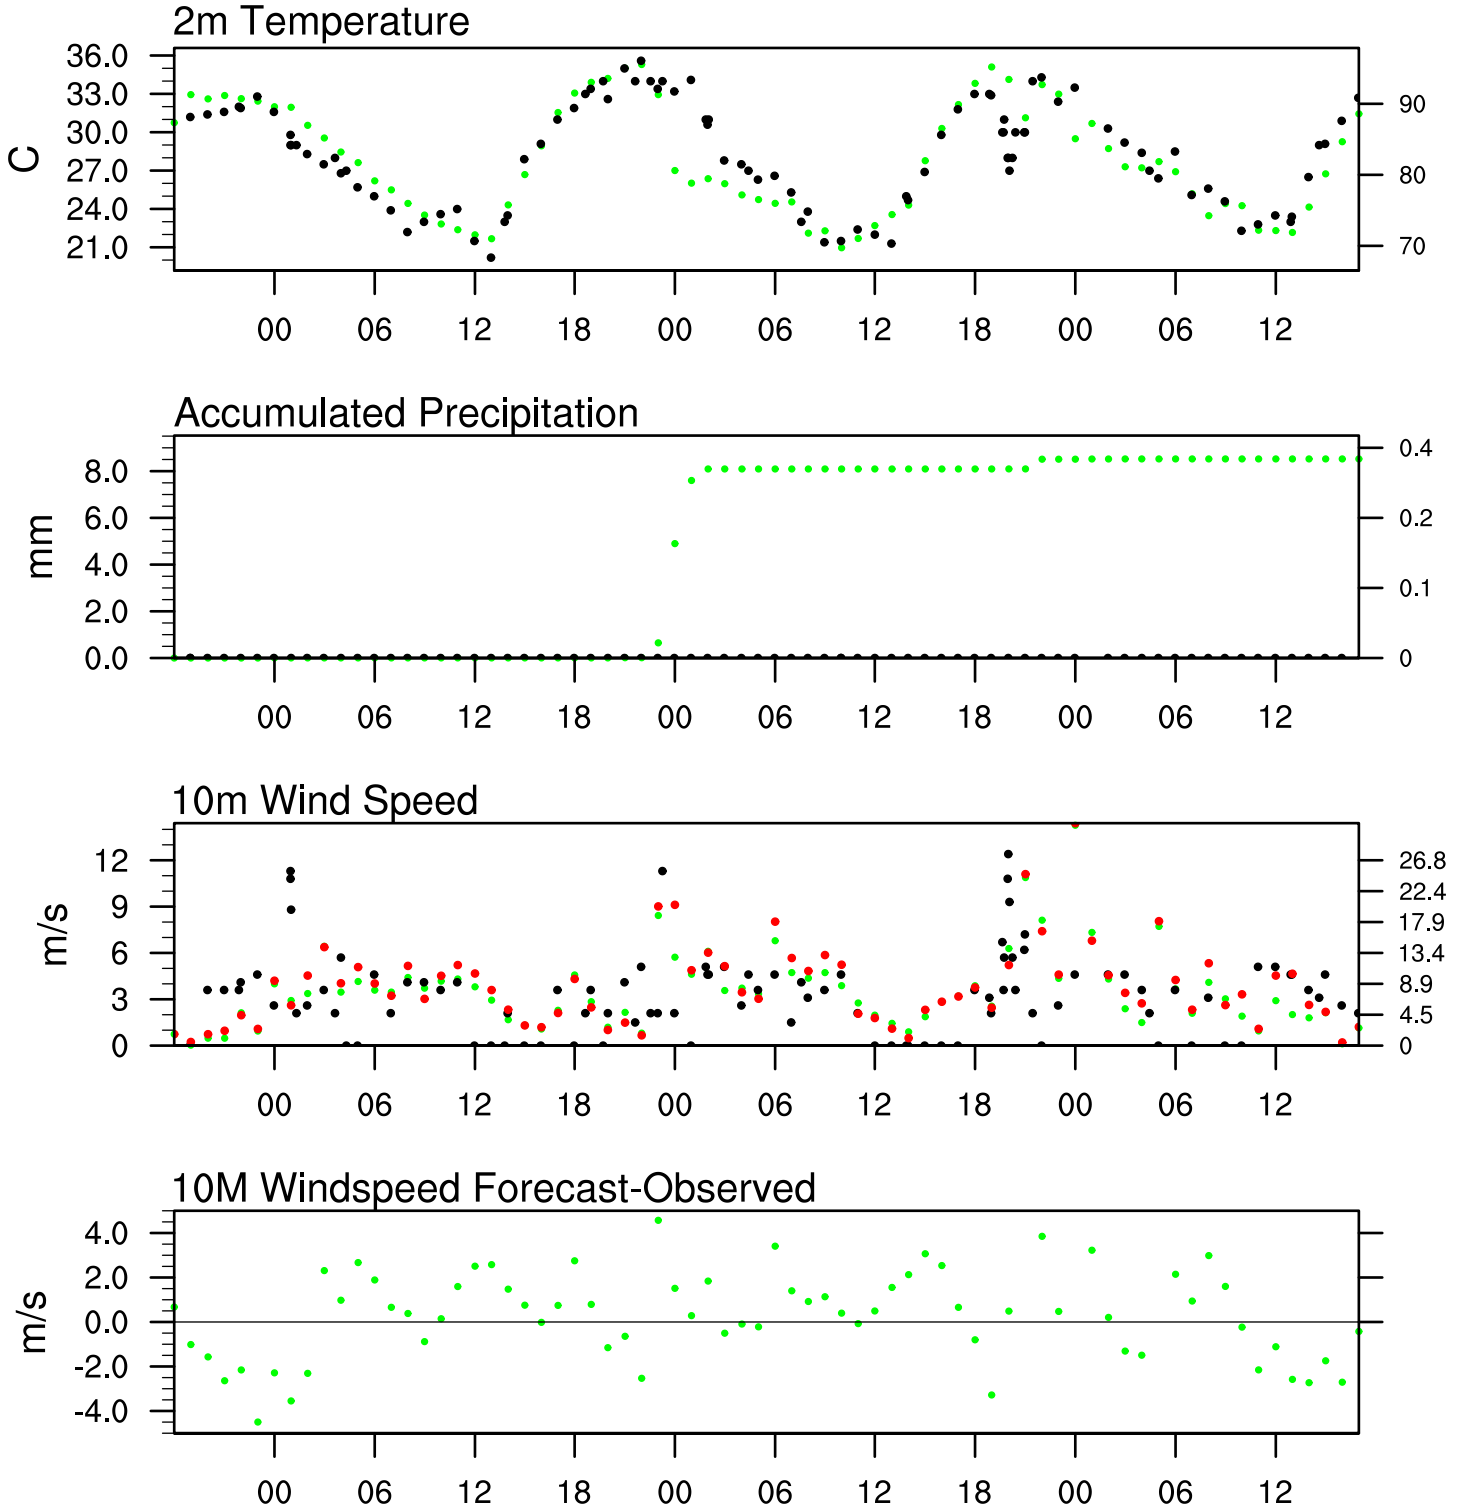 2m Temperature
36.0
33.0
90
30.0
C
27.0
80
24.0
21.0
70
00 06 12 18 00 06 12 18 00 06 12
Accumulated Precipitation
0.4
8.0
6.0
0.2
mm
4.0
0.1
2.0
0.0
0
00 06 12 18 00 06 12 18 00 06 12
10m Wind Speed
12
26.8
22.4
9
17.9
m/s
6
13.4
8.9
3
4.5
0
0
00 06 12 18 00 06 12 18 00 06 12
10M Windspeed Forecast-Observed
4.0
2.0
m/s
0.0
-2.0
-4.0
00 06 12 18 00 06 12 18 00 06 12